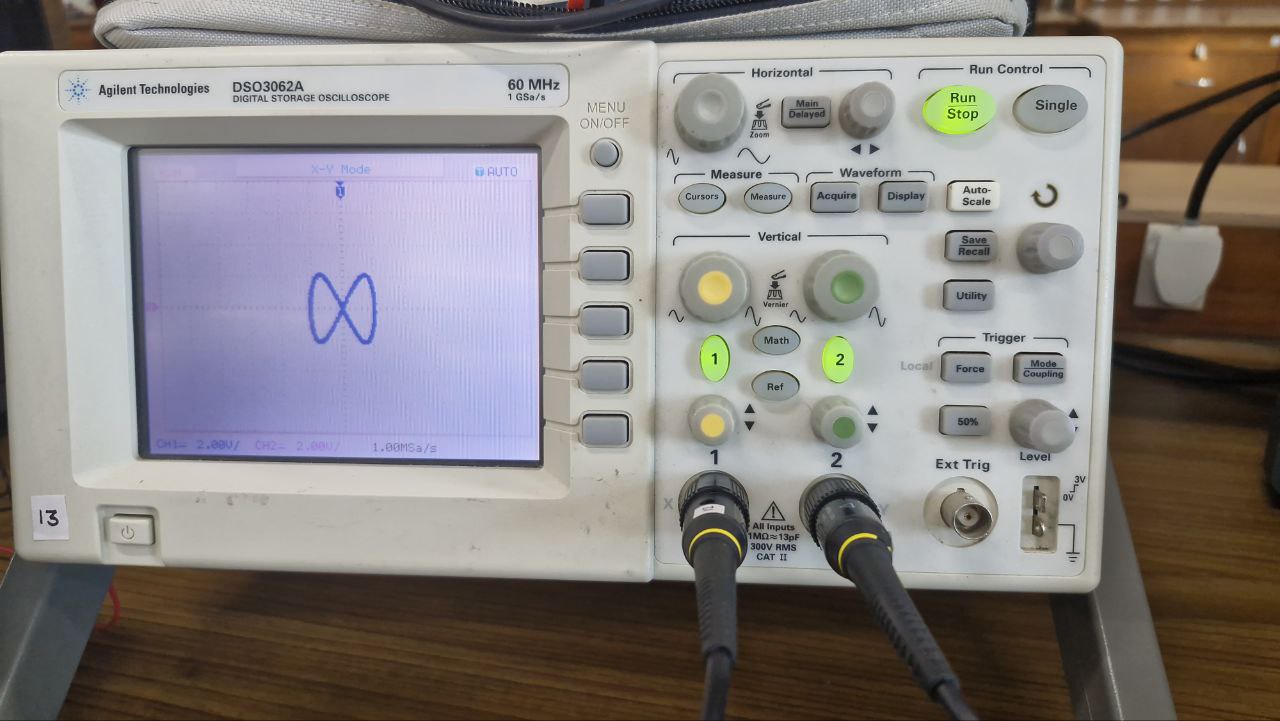 Agilent Technologies
DSO3062A
DIGITAL STORAGE OSCILLOSCOPE
60 MHz
1 GSa/s
MENU
ON/OFF
X-Y Mode
T AUTO
1
CH1= 2.00V/ CH2= 2.00V/ 1.00MSa/s
13
Horizontal
Zoom
Main
Delayed
Run Control
Run
Stop
Single
Measure
Cursors
Measure
Waveform
Acquire
Display
Auto-
Scale
Save
Recall
Utility
Vertical
Vernier
Math
1
2
Ref
Trigger
Local
Force
Mode
Coupling
50%
Level
1
2
X
Y
All Inputs
1MΩ≈13pF
300V RMS
CAT II
Ext Trig
3V
0V